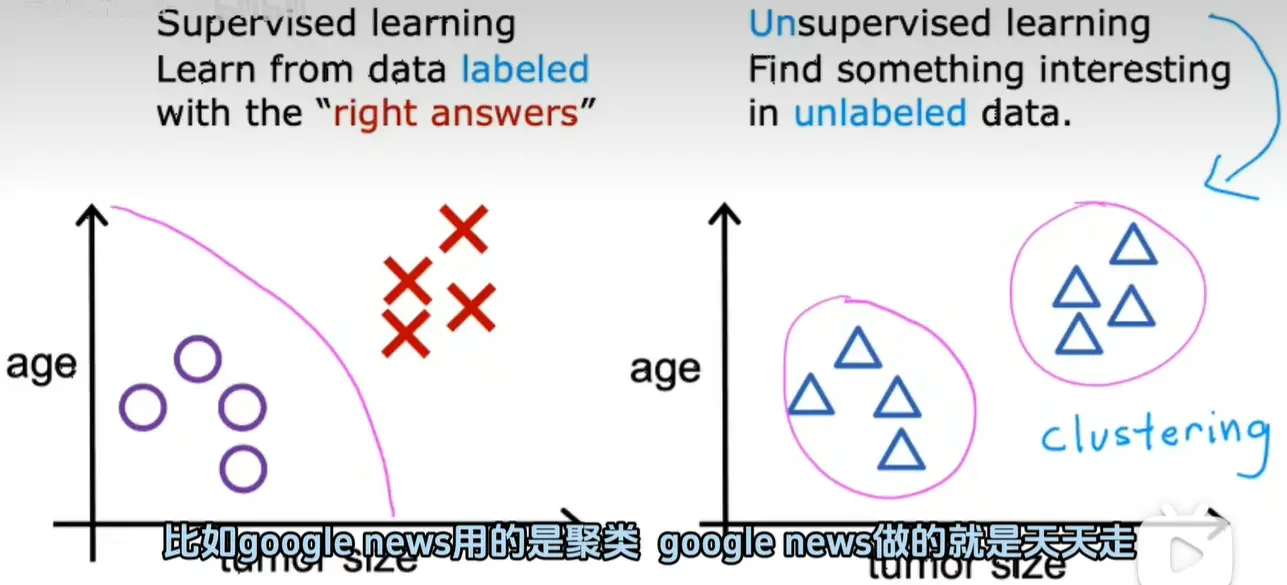 Supervised learning
Learn from data labeled
with the “right answers”
Unsupervised learning
Find something interesting
in unlabeled data.
age
tumor size
age
tumor size
clustering
比如google news用的是聚类 google news做的就是天天走